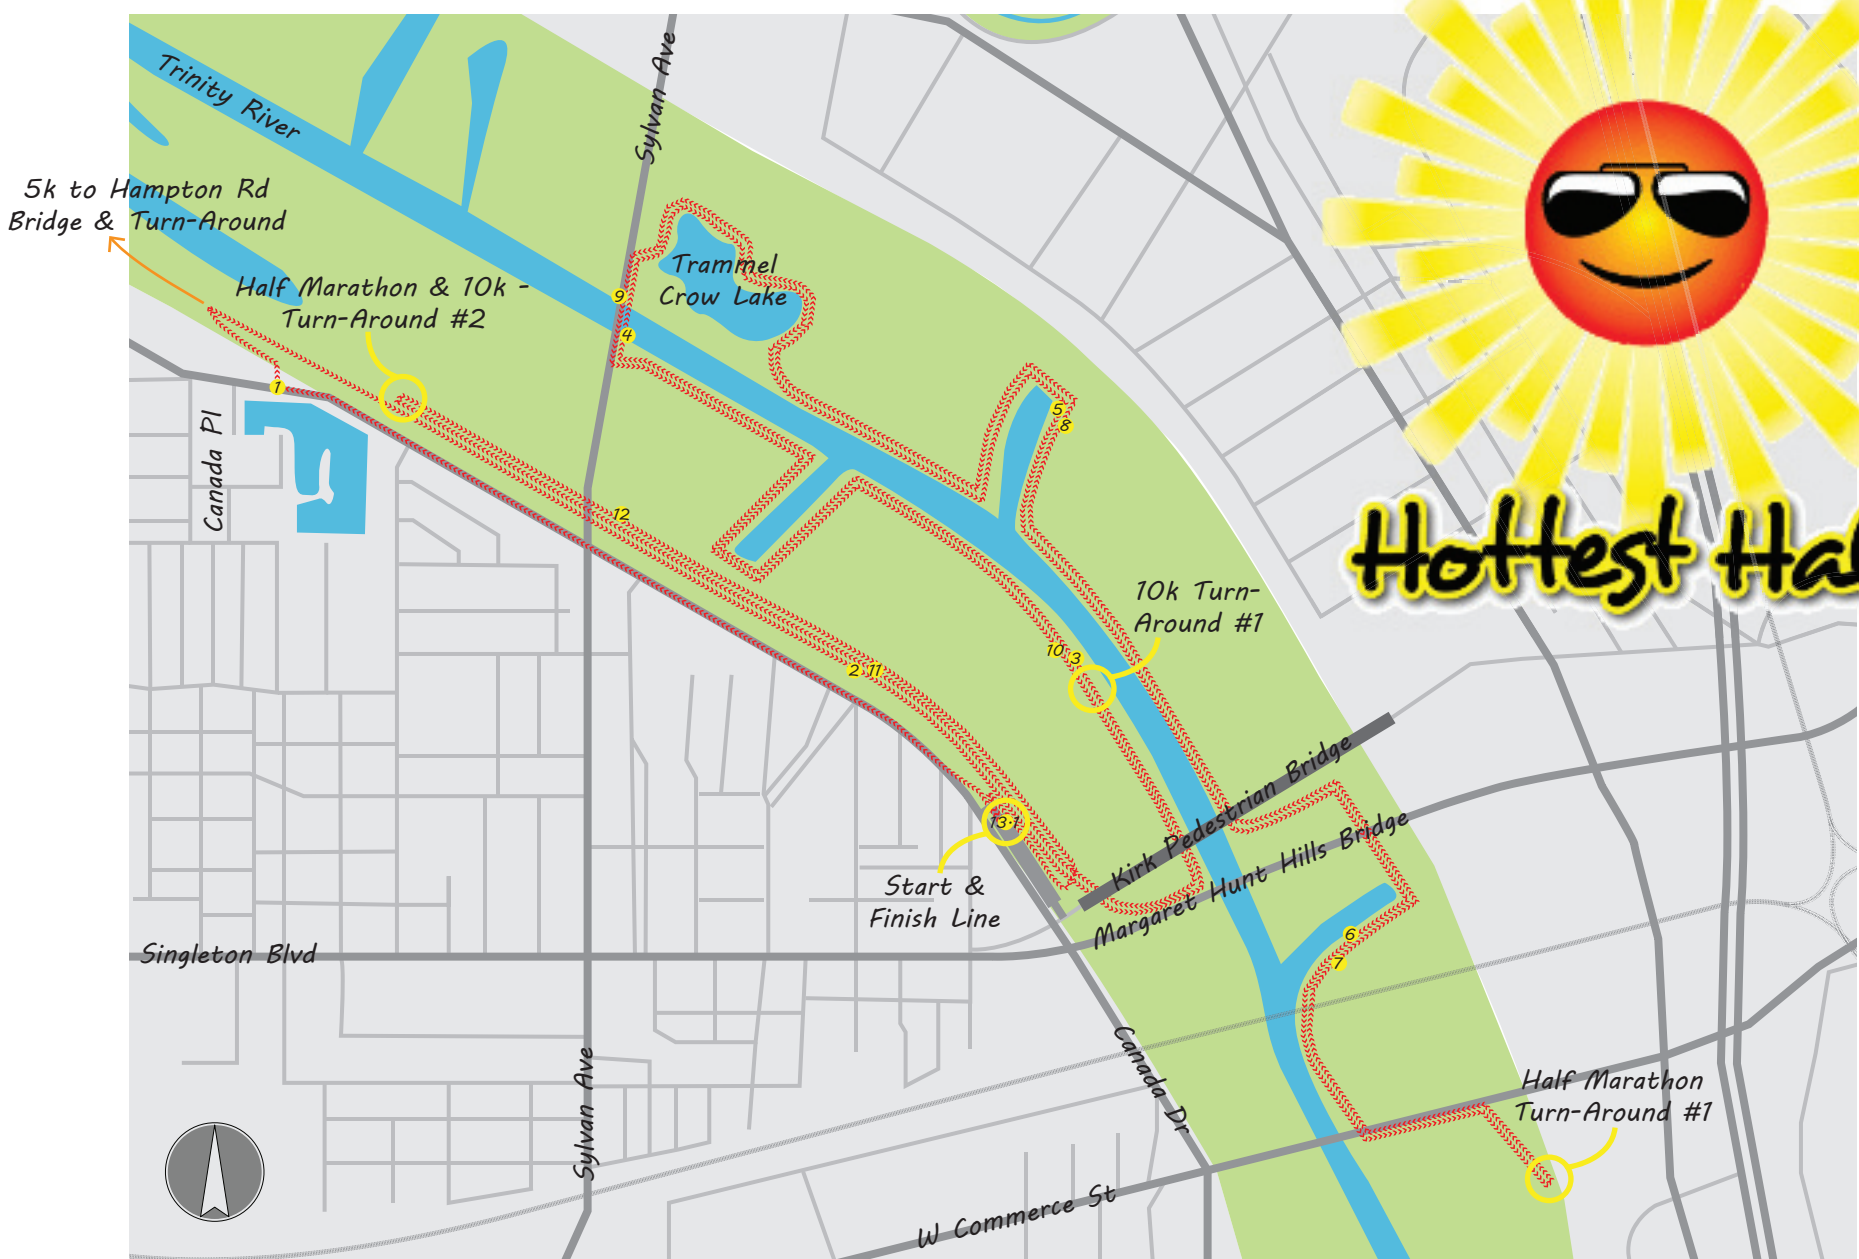 Trinity River
Sylvan Ave
5k to Hampton Rd
Bridge & Turn-Around
Half Marathon & 10k -
Turn-Around #2
Trammel
Crow Lake
9
4
1
Canada Pl
5
8
12
Hottest Hal
10k Turn-
Around #1
10
3
2
11
13.1
Start &
Finish Line
Kirk Pedestrian Bridge
Margaret Hunt Hills Bridge
6
7
Singleton Blvd
Sylvan Ave
Canada Dr
Half Marathon
Turn-Around #1
W Commerce St